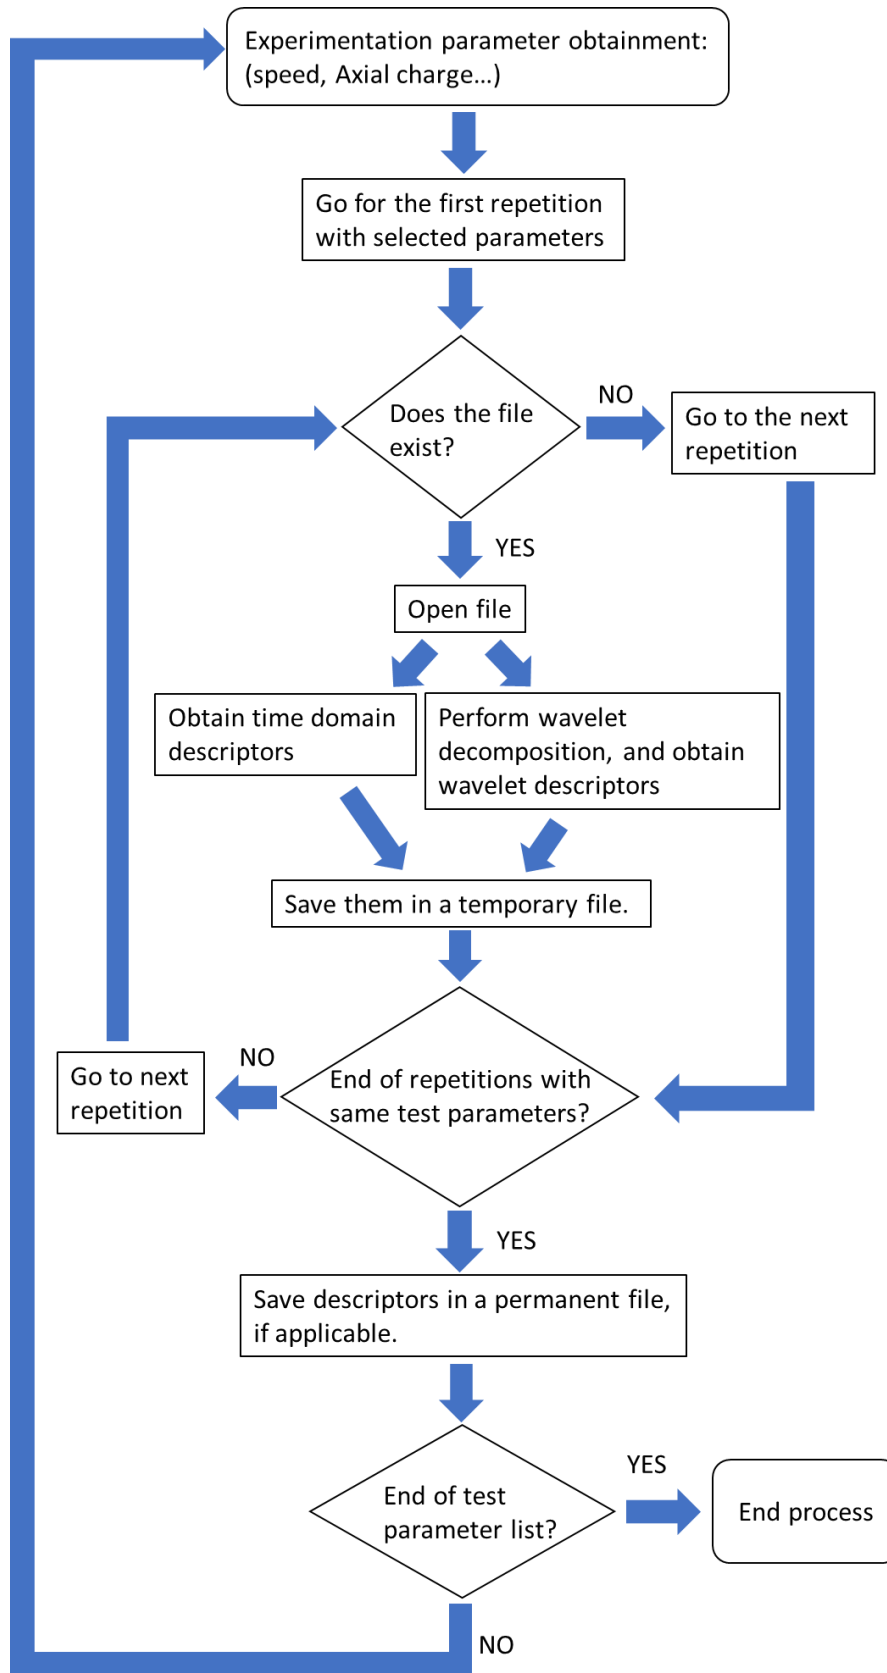 Experimentation parameter obtainment:
(speed, Axial charge...)
Go for the first repetition
with selected parameters
Does the file
exist?
NO
Go to the next
repetition
YES
Open file
Obtain time domain
descriptors
Perform wavelet
decomposition, and obtain
wavelet descriptors
Save them in a temporary file.
End of repetitions with
same test parameters?
NO
Go to next
repetition
YES
Save descriptors in a permanent file,
if applicable.
End of test
parameter list?
YES
End process
NO